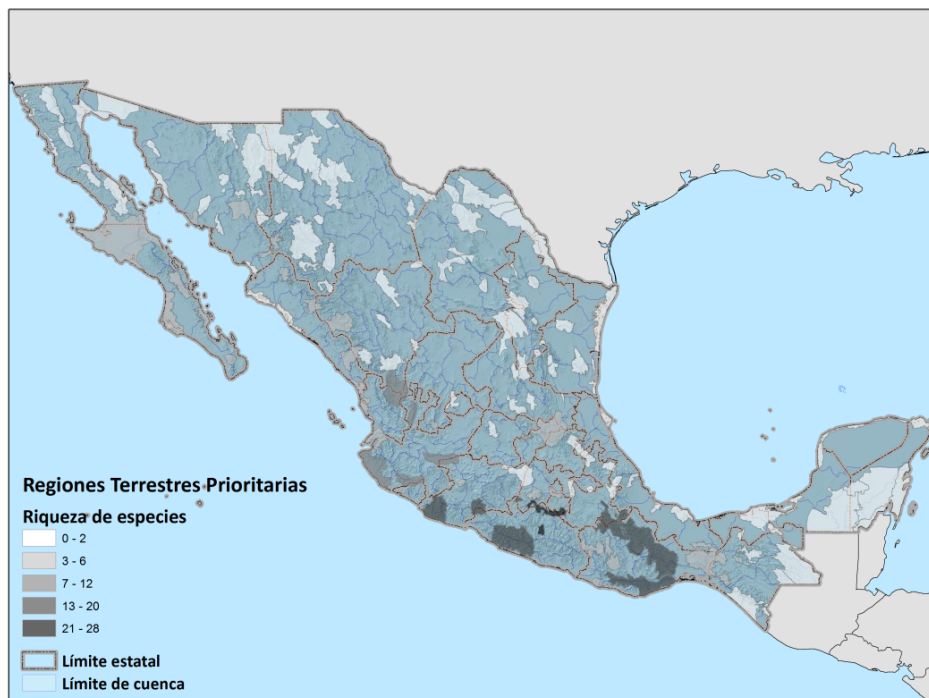 Regiones Terrestres Prioritarias
Riqueza de especies
0 - 2
3 - 6
7 - 12
13 - 20
21 - 28
Límite estatal
Límite de cuenca